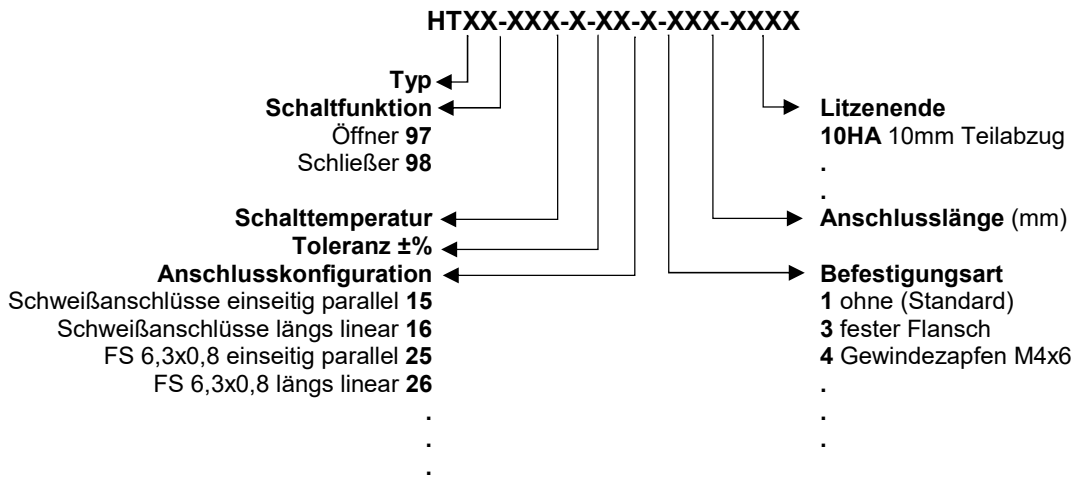 HTXX-XXX-X-XX-X-XXX-XXXX
Typ
Schaltfunktion
Öffner 97
Schließer 98
Schalttemperatur
Toleranz ±%
Anschlusskonfiguration
Schweißanschlüsse einseitig parallel 15
Schweißanschlüsse längs linear 16
FS 6,3x0,8 einseitig parallel 25
FS 6,3x0,8 längs linear 26
.
.
.
Litzenende
10HA 10mm Teilabzug
.
.
Anschlusslänge (mm)
Befestigungsart
1 ohne (Standard)
3 fester Flansch
4 Gewindezapfen M4x6
.
.
.